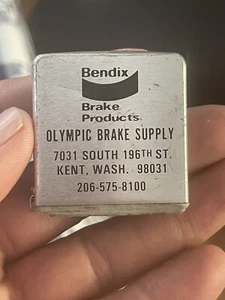 Bendix
Brake
Products.
OLYMPIC BRAKE SUPPLY
7031 SOUTH 196TH ST.
KENT, WASH. 98031
206-575-8100